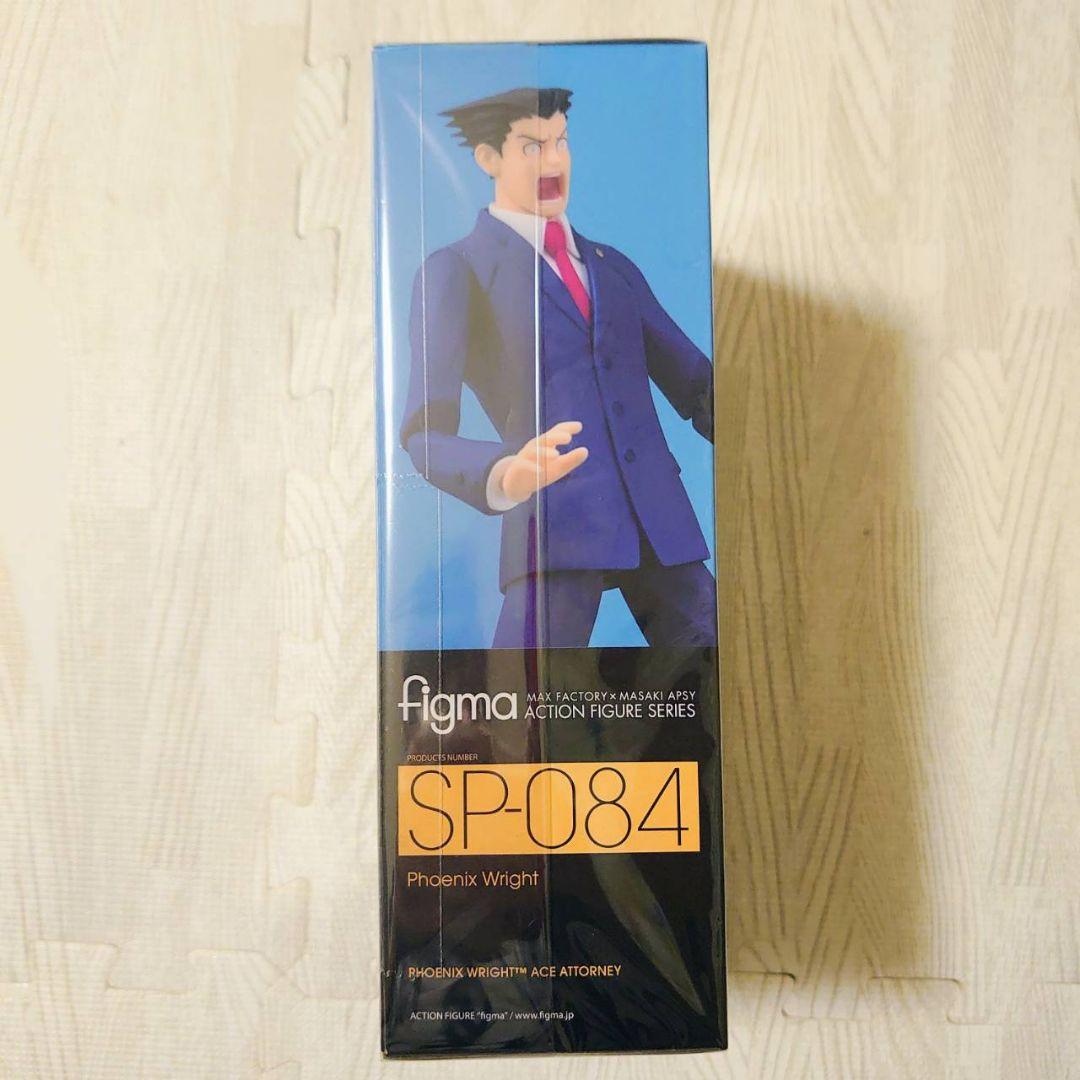 figma MAX FACTORY×MASAKI APSY
ACTION FIGURE SERIES
PRODUCTS NUMBER
SP-084
Phoenix Wright
PHOENIX WRIGHT™ ACE ATTORNEY
ACTION FIGURE "figma" / www.figma.jp